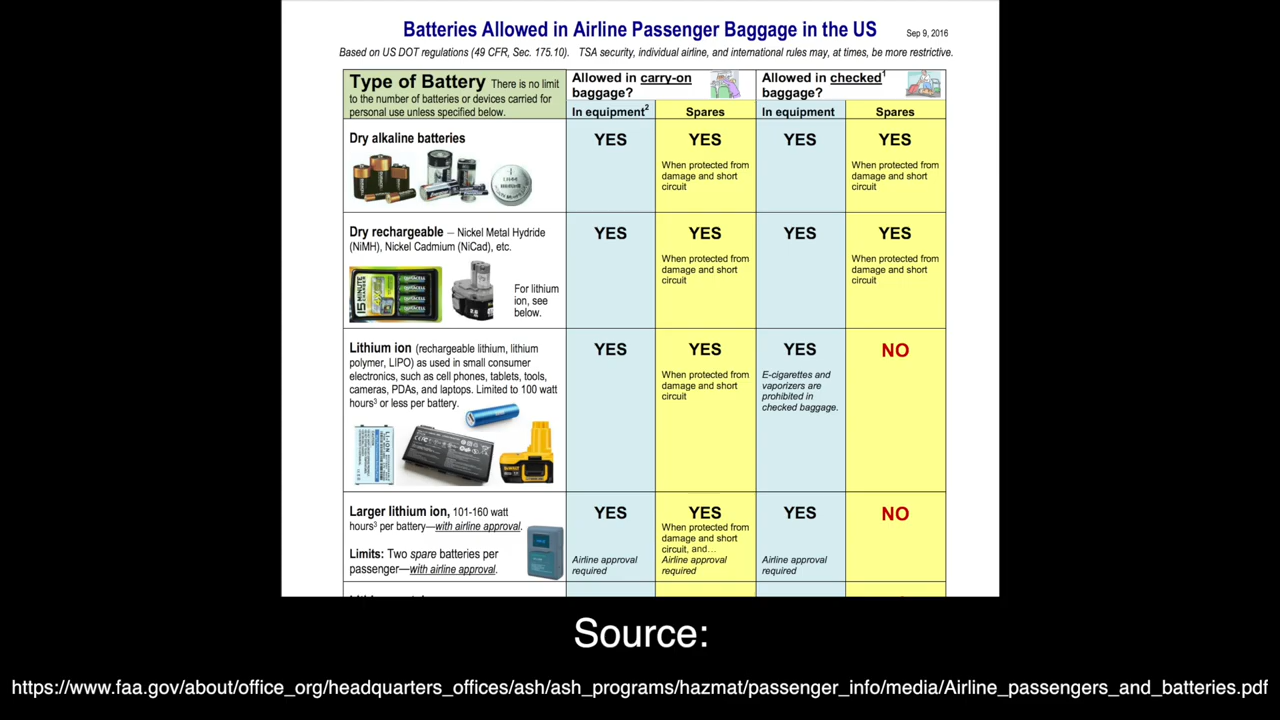 Batteries Allowed in Airline Passenger Baggage in the US
Sep 9, 2016
Based on US DOT regulations (49 CFR, Sec. 175.10). TSA security, individual airline, and international rules may, at times, be more restrictive.
Type of Battery There is no limit
to the number of batteries or devices carried for
personal use unless specified below.
Allowed in carry-on
baggage?
Allowed in checked¹
baggage?
In equipment²
Spares
In equipment
Spares
Dry alkaline batteries
YES
YES
When protected from
damage and short
circuit
YES
YES
When protected from
damage and short
circuit
Dry rechargeable – Nickel Metal Hydride
(NiMH), Nickel Cadmium (NiCad), etc.
For lithium
ion, see
below.
YES
YES
When protected from
damage and short
circuit
YES
YES
When protected from
damage and short
circuit
Lithium ion (rechargeable lithium, lithium
polymer, LIPO) as used in small consumer
electronics, such as cell phones, tablets, tools,
cameras, PDAs, and laptops. Limited to 100 watt
hours³ or less per battery.
LI-ION
YES
YES
When protected from
damage and short
circuit
YES
E-cigarettes and
vaporizers are
prohibited in
checked baggage.
NO
Larger lithium ion, 101-160 watt
hours³ per battery—with airline approval.
Limits: Two spare batteries per
passenger—with airline approval.
YES
Airline approval
required
YES
When protected from
damage and short
circuit, and…
Airline approval
required
YES
Airline approval
required
NO
Source:
https://www.faa.gov/about/office_org/headquarters_offices/ash/ash_programs/hazmat/passenger_info/media/Airline_passengers_and_batteries.pdf